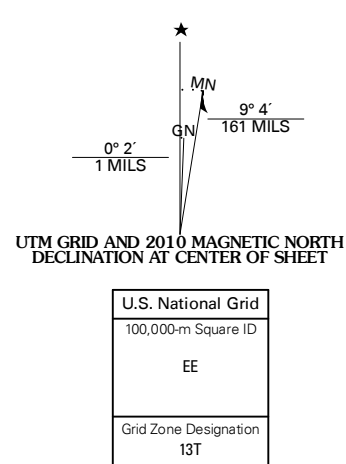 MN
GN
9° 4´
161 MILS
0° 2´
1 MILS
UTM GRID AND 2010 MAGNETIC NORTH
DECLINATION AT CENTER OF SHEET
U.S. National Grid
100,000-m Square ID
EE
Grid Zone Designation
13T